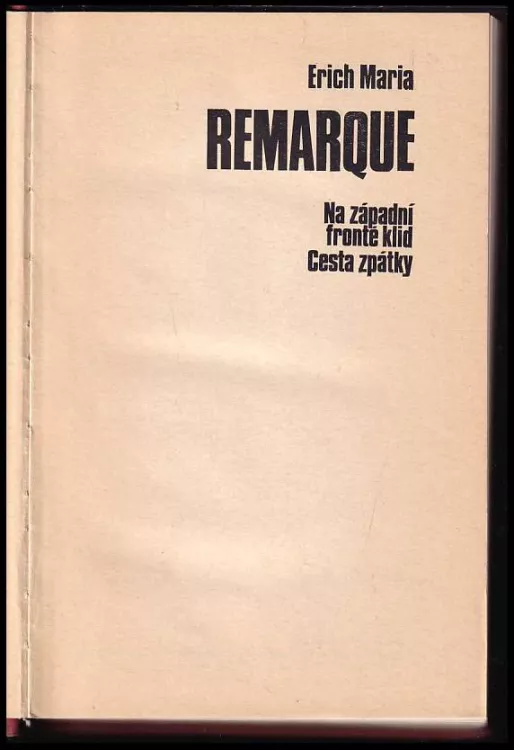 Erich Maria
REMARQUE
Na západní
frontě klid
Cesta zpátky